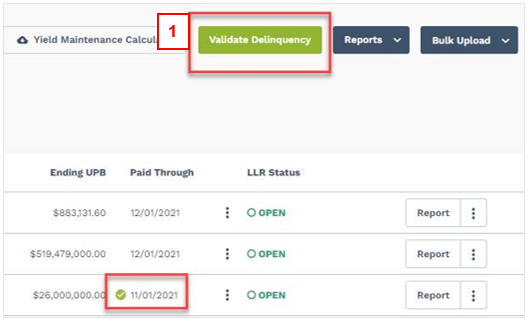 1
Yield Maintenance Calcula
Validate Delinquency
Reports
Bulk Upload
Ending UPB Paid Through LLR Status
$883,131.60 12/01/2021 OPEN Report
$519,479,000.00 12/01/2021 OPEN Report
$26,000,000.00 11/01/2021 OPEN Report